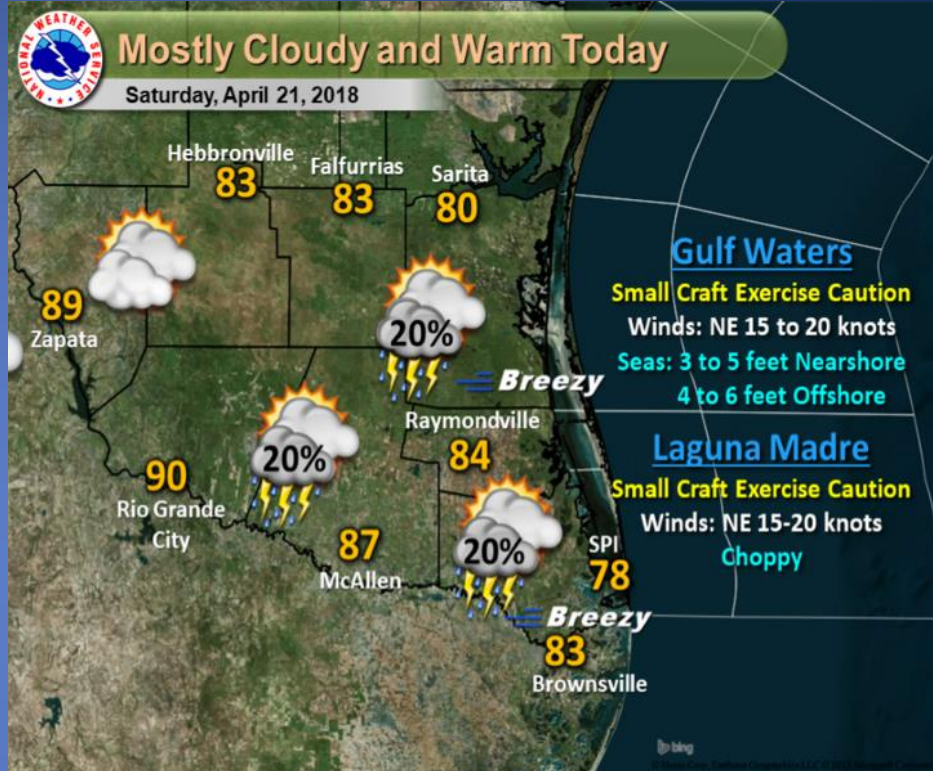 NATIONAL WEATHER SERVICE
Mostly Cloudy and Warm Today
Saturday, April 21, 2018
Hebbronville
83
Falfurrias
83
Sarita
80
89
Zapata
20%
Breezy
Raymondville
84
20%
90
Rio Grande
City
87
McAllen
20%
SPI
78
Breezy
83
Brownsville
Gulf Waters
Small Craft Exercise Caution
Winds: NE 15 to 20 knots
Seas: 3 to 5 feet Nearshore
4 to 6 feet Offshore
Laguna Madre
Small Craft Exercise Caution
Winds: NE 15-20 knots
Choppy
bing